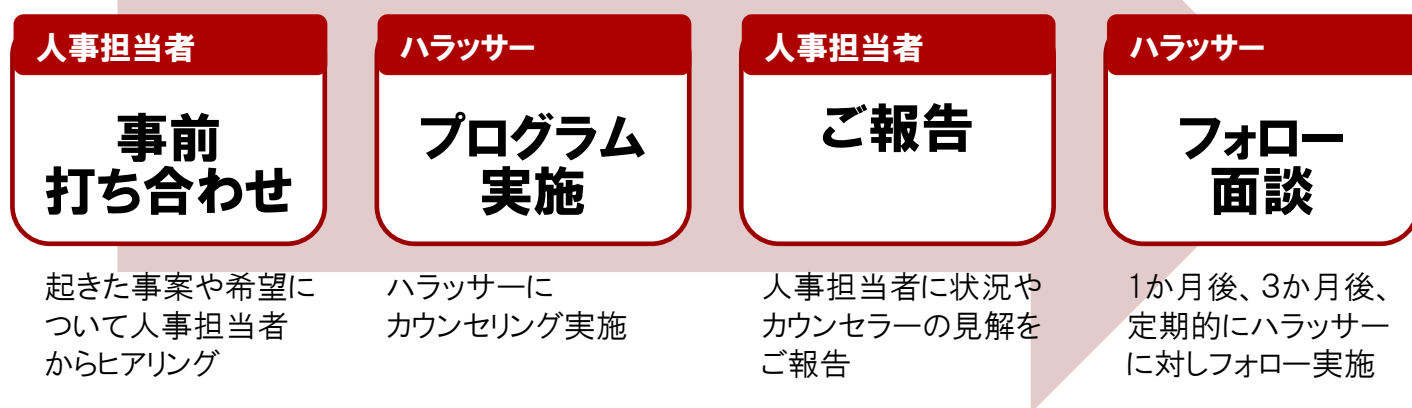 人事担当者
事前
打ち合わせ
起きた事案や希望に
ついて人事担当者
からヒアリング
ハラッサー
プログラム
実施
ハラッサーに
カウンセリング実施
人事担当者
ご報告
人事担当者に状況や
カウンセラーの見解を
ご報告
ハラッサー
フォロー
面談
1か月後、3か月後、
定期的にハラッサー
に対しフォロー実施